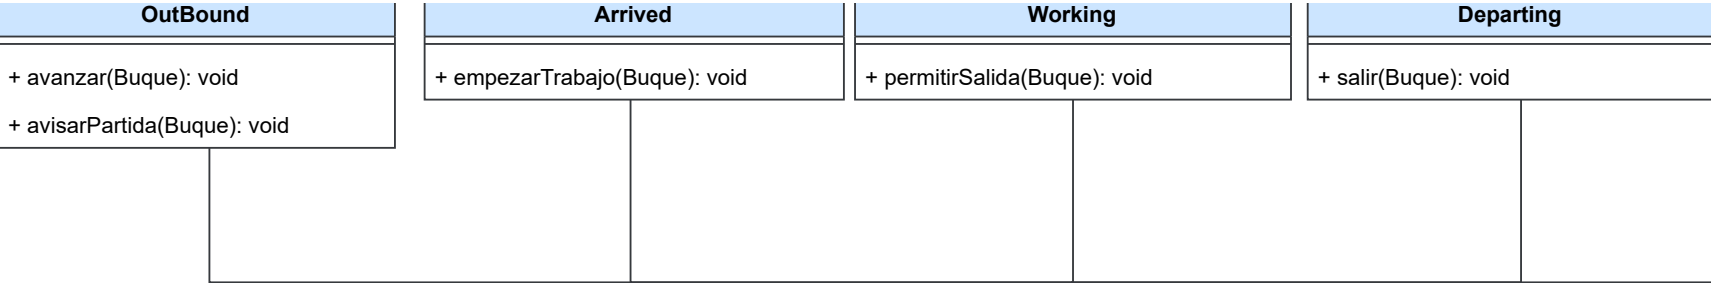 OutBound
+ avanzar(Buque): void
+ avisarPartida(Buque): void
Arrived
+ empezarTrabajo(Buque): void
Working
+ permitirSalida(Buque): void
Departing
+ salir(Buque): void